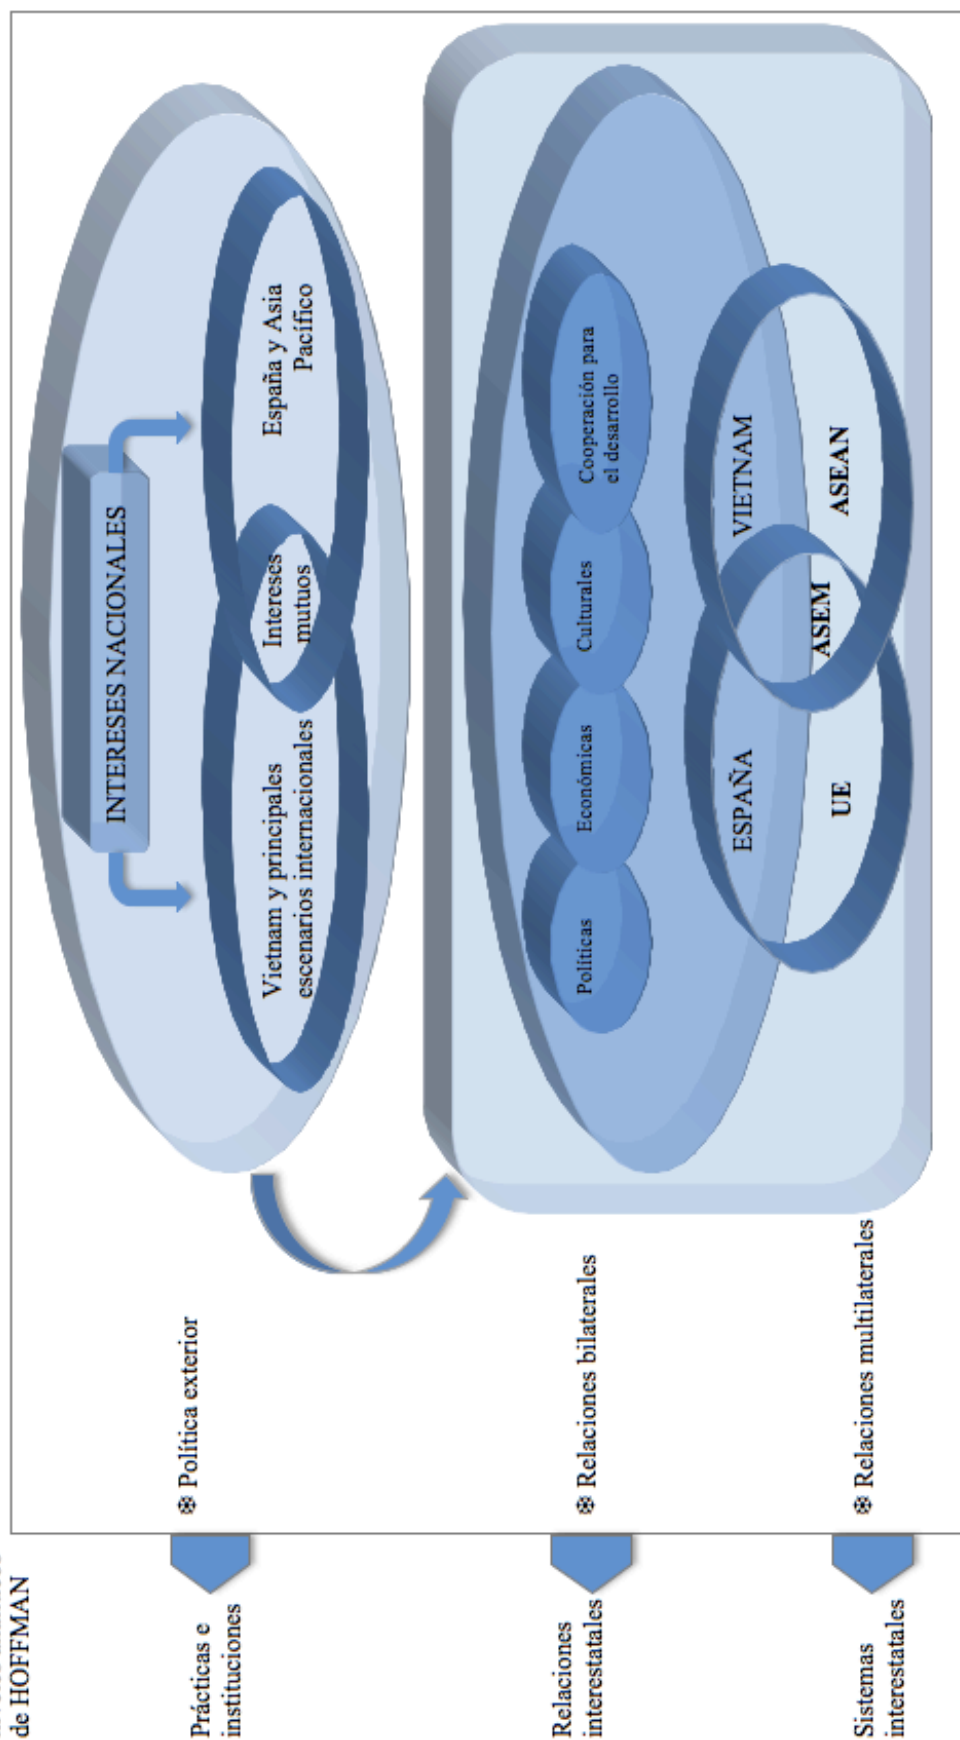 de HOFFMAN
Prácticas e
instituciones
❖ Política exterior
INTERESES NACIONALES
Vietnam y principales
escenarios internacionales
Intereses
mutuos
España y Asia
Pacífico
Relaciones
interestatales
❖ Relaciones bilaterales
Políticas
Económicas
Culturales
Cooperación para
el desarrollo
ESPAÑA
VIETNAM
Sistemas
interestatales
❖ Relaciones multilaterales
UE
ASEM
ASEAN